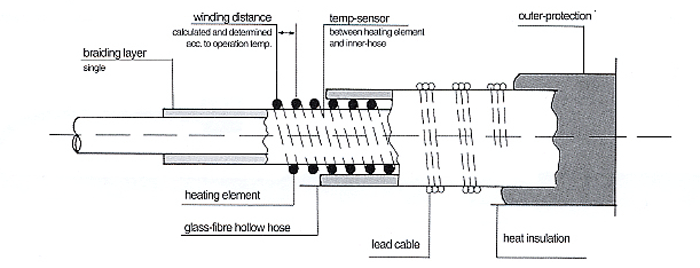 winding distance
calculated and determined
acc. to operation temp.
temp-sensor
between heating element
and inner-hose
outer-protection
braiding layer
single
heating element
glass-fibre hollow hose
lead cable
heat insulation